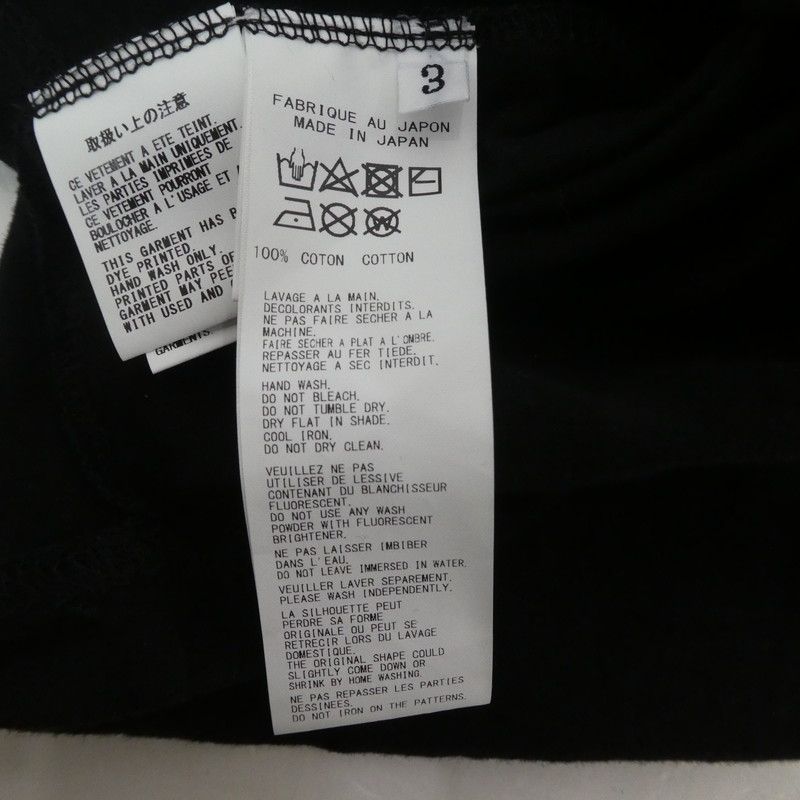 取扱い上の注意
CE VETEMENT A ETE TEINT.
LAVER A LA MAIN UNIQUEMENT.
LES PARTIES IMPRIMEES DE
CE VETEMENT POURRONT
BOULOCHER A L'USAGE ET
NETTOYAGE.
THIS GARMENT HAS
DYE PRINTED.
HAND WASH ONLY.
PRINTED PARTS OF
GARMENT MAY PEE
WITH USED AND
GARMENTS
3
FABRIQUE AU JAPON
MADE IN JAPAN
W
100% COTON COTTON
LAVAGE A LA MAIN.
DECOLORANTS INTERDITS.
NE PAS FAIRE SECHER A LA
MACHINE.
FAIRE SECHER A PLAT A L'OMBRE.
REPASSER AU FER TIEDE.
NETTOYAGE A SEC INTERDIT.
HAND WASH.
DO NOT BLEACH.
DO NOT TUMBLE DRY.
DRY FLAT IN SHADE.
COOL IRON.
DO NOT DRY CLEAN.
VEUILLEZ NE PAS
UTILISER DE LESSIVE
CONTENANT DU BLANCHISSEUR
FLUORESCENT.
DO NOT USE ANY WASH
POWDER WITH FLUORESCENT
BRIGHTENER.
NE PAS LAISSER IMBIBER
DANS L'EAU.
DO NOT LEAVE IMMERSED IN WATER.
VEUILLER LAVER SEPAREMENT.
PLEASE WASH INDEPENDENTLY.
LA SILHOUETTE PEUT
PERDRE SA FORME
ORIGINALE OU PEUT SE
RETRECIR LORS DU LAVAGE
DOMESTIQUE.
THE ORIGINAL SHAPE COULD
SLIGHTLY COME DOWN OR
SHRINK BY HOME WASHING.
NE PAS REPASSER LES PARTIES
DESSINEES.
DO NOT IRON ON THE PATTERNS.